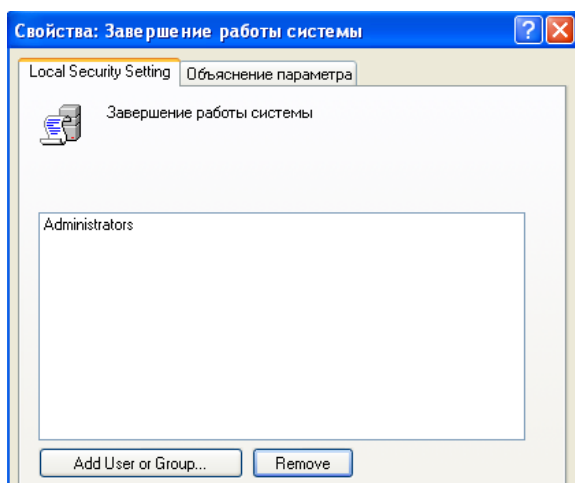 Свойства: Завершение работы системы
Local Security Setting Объяснение параметра
Завершение работы системы
Administrators
Add User or Group... Remove